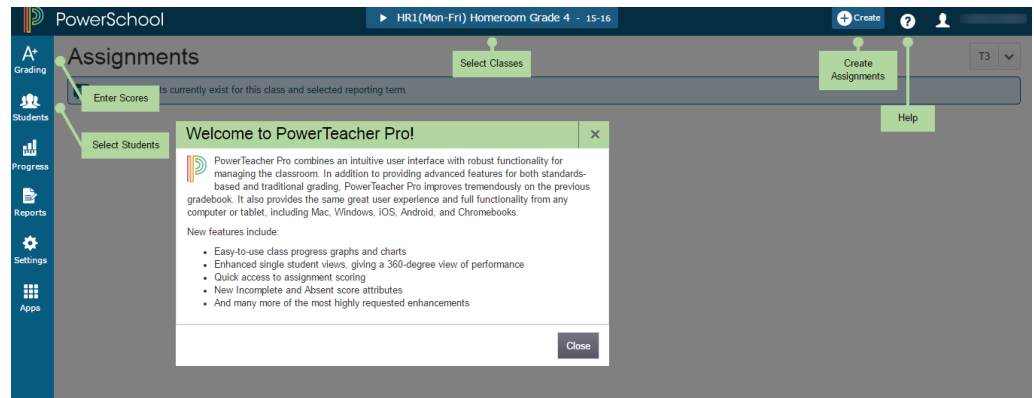 PowerSchool
HR1(Mon-Fri) Homeroom Grade 4 - 15-16
Create
?
A+
Grading
Assignments
Select Classes
Create
Assignments
T3
ts currently exist for this class and selected reporting term.
Enter Scores
Help
Students
Select Students
Welcome to PowerTeacher Pro!
×
Progress
PowerTeacher Pro combines an intuitive user interface with robust functionality for
managing the classroom. In addition to providing advanced features for both standards-
based and traditional grading, PowerTeacher Pro improves tremendously on the previous
gradebook. It also provides the same great user experience and full functionality from any
computer or tablet, including Mac, Windows, iOS, Android, and Chromebooks.
Reports
New features include:
Settings
• Easy-to-use class progress graphs and charts
• Enhanced single student views, giving a 360-degree view of performance
• Quick access to assignment scoring
• New Incomplete and Absent score attributes
• And many more of the most highly requested enhancements
Apps
Close